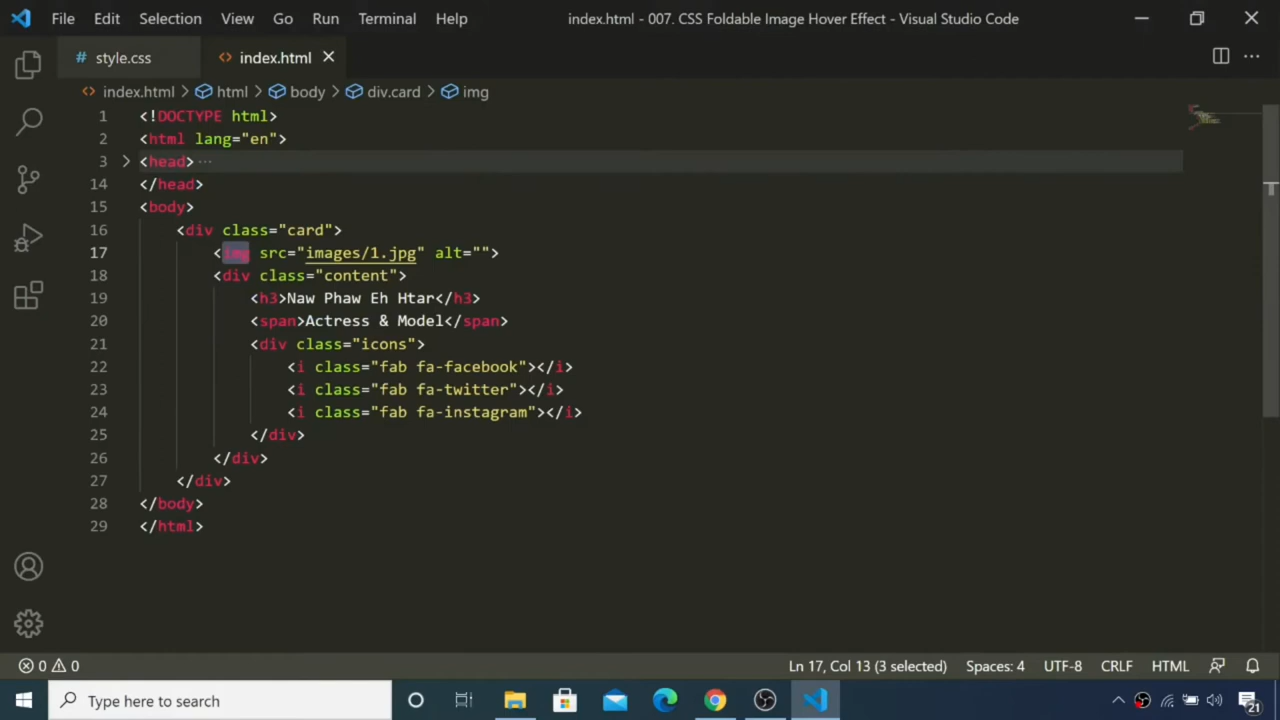 File Edit Selection View Go Run Terminal Help index.html - 007. CSS Foldable Image Hover Effect - Visual Studio Code
# style.css <> index.html
<> index.html > html > body > div.card > img
1 <!DOCTYPE html>
2 <html lang="en">
3 <head> ...
14 </head>
15 <body>
16 <div class="card">
17 <img src="images/1.jpg" alt="">
18 <div class="content">
19 <h3>Naw Phaw Eh Htar</h3>
20 <span>Actress & Model</span>
21 <div class="icons">
22 <i class="fab fa-facebook"></i>
23 <i class="fab fa-twitter"></i>
24 <i class="fab fa-instagram"></i>
25 </div>
26 </div>
27 </div>
28 </body>
29 </html>
0 0 Ln 17, Col 13 (3 selected) Spaces: 4 UTF-8 CRLF HTML
Type here to search 21